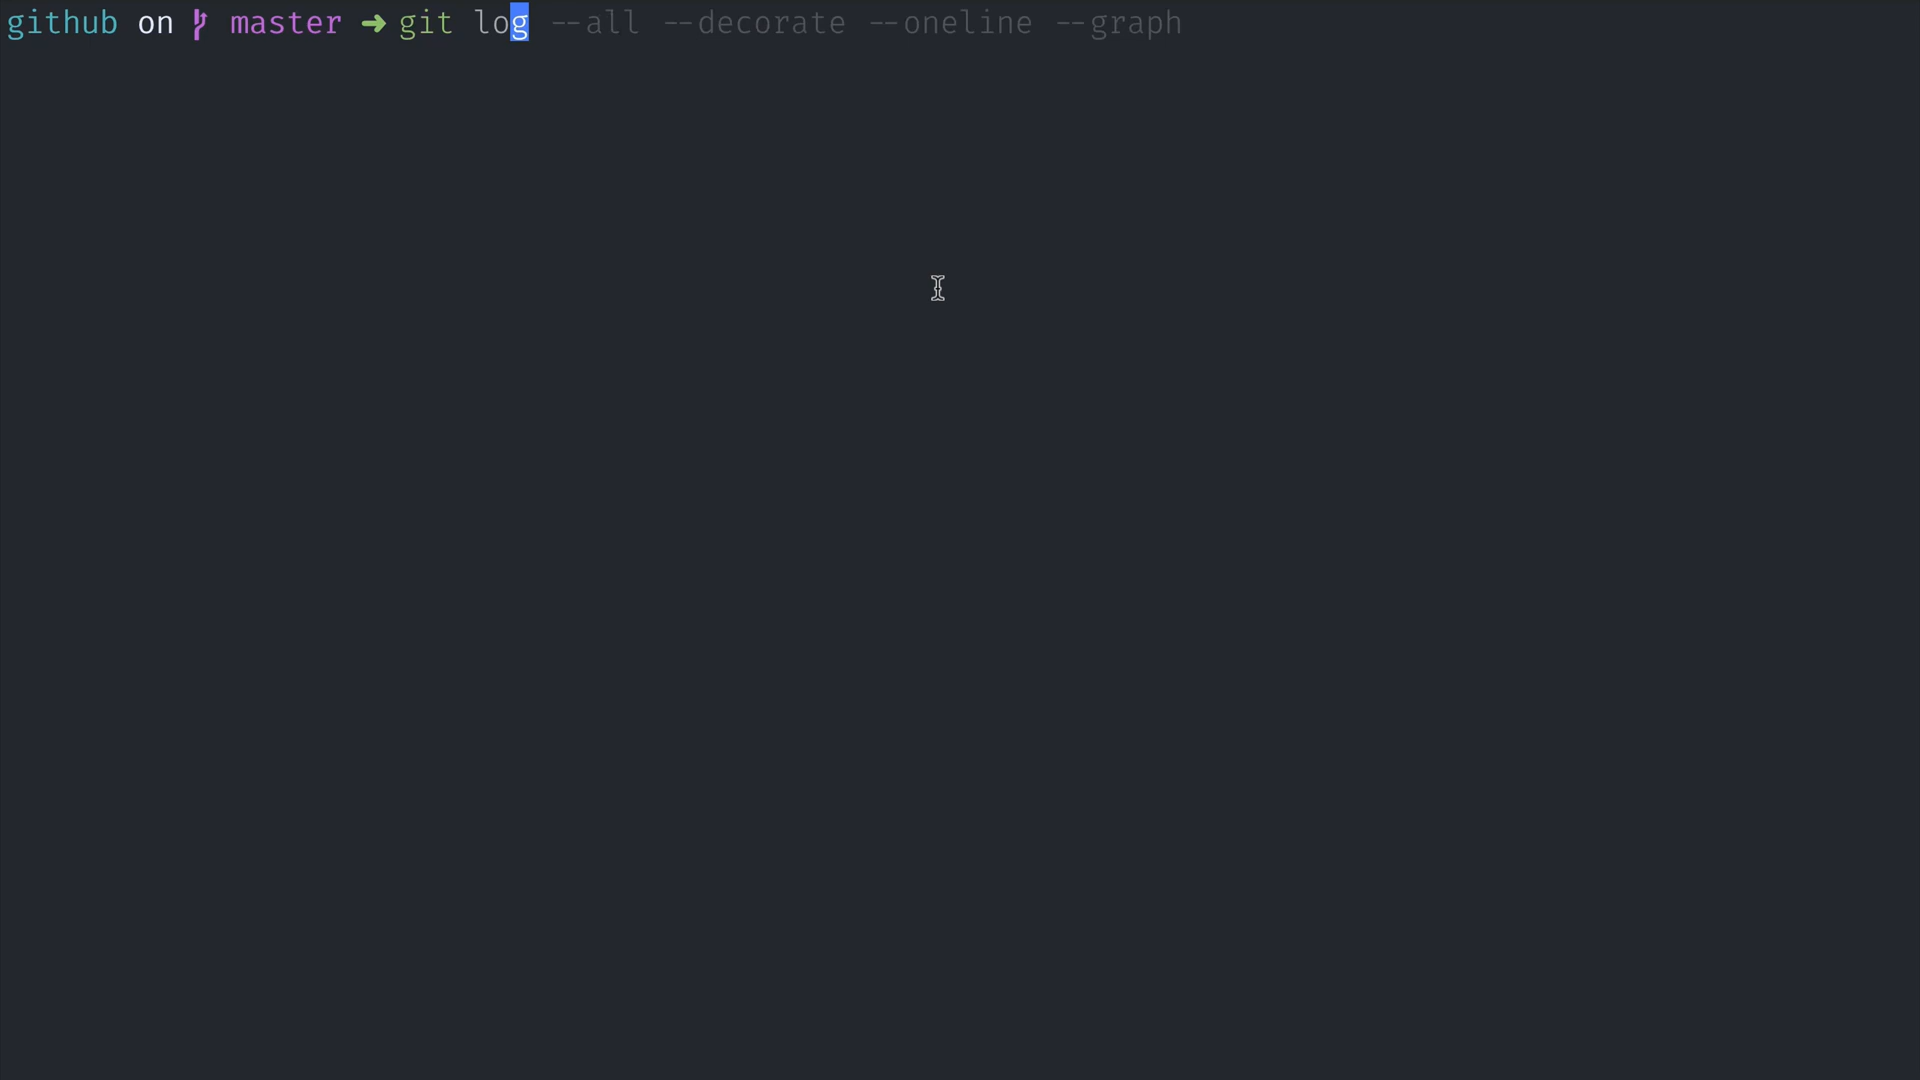 github on master ➜ git log --all --decorate --oneline --graph